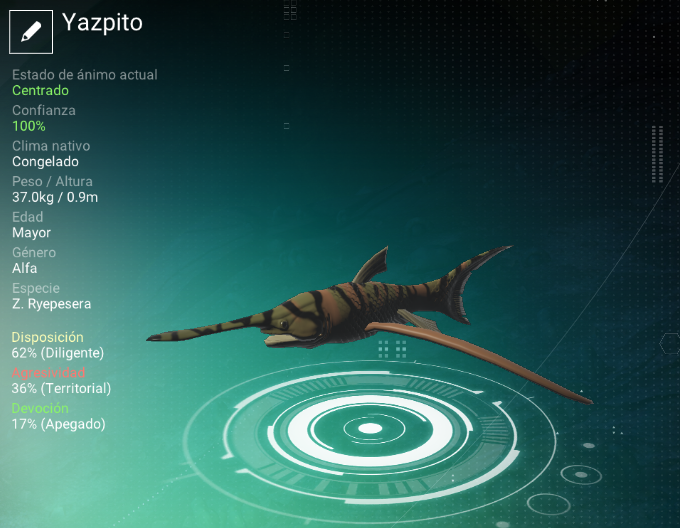 Yazpito
Estado de ánimo actual
Centrado
Confianza
100%
Clima nativo
Congelado
Peso / Altura
37.0kg / 0.9m
Edad
Mayor
Género
Alfa
Especie
Z. Ryepesera
Disposición
62% (Diligente)
Agresividad
36% (Territorial)
Devoción
17% (Apegado)